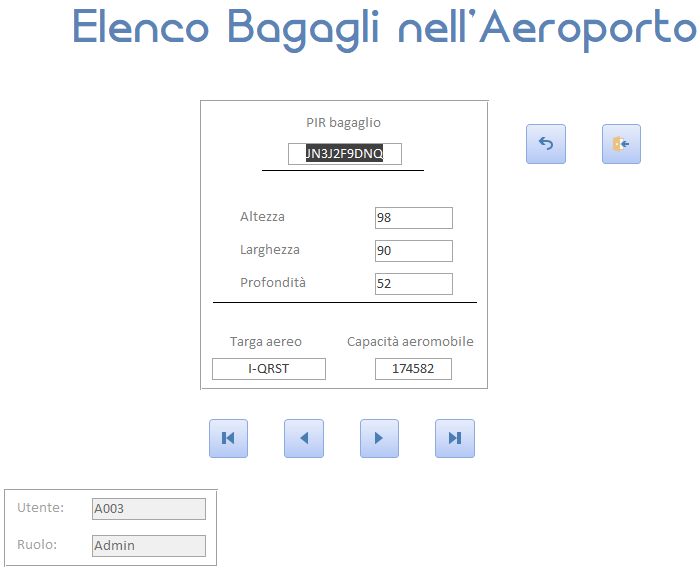 Elenco Bagagli nell'Aeroporto
PIR bagaglio
JN3J2F9DNQ
Altezza 98
Larghezza 90
Profondità 52
Targa aereo Capacità aeromobile
I-QRST 174582
Utente: A003
Ruolo: Admin